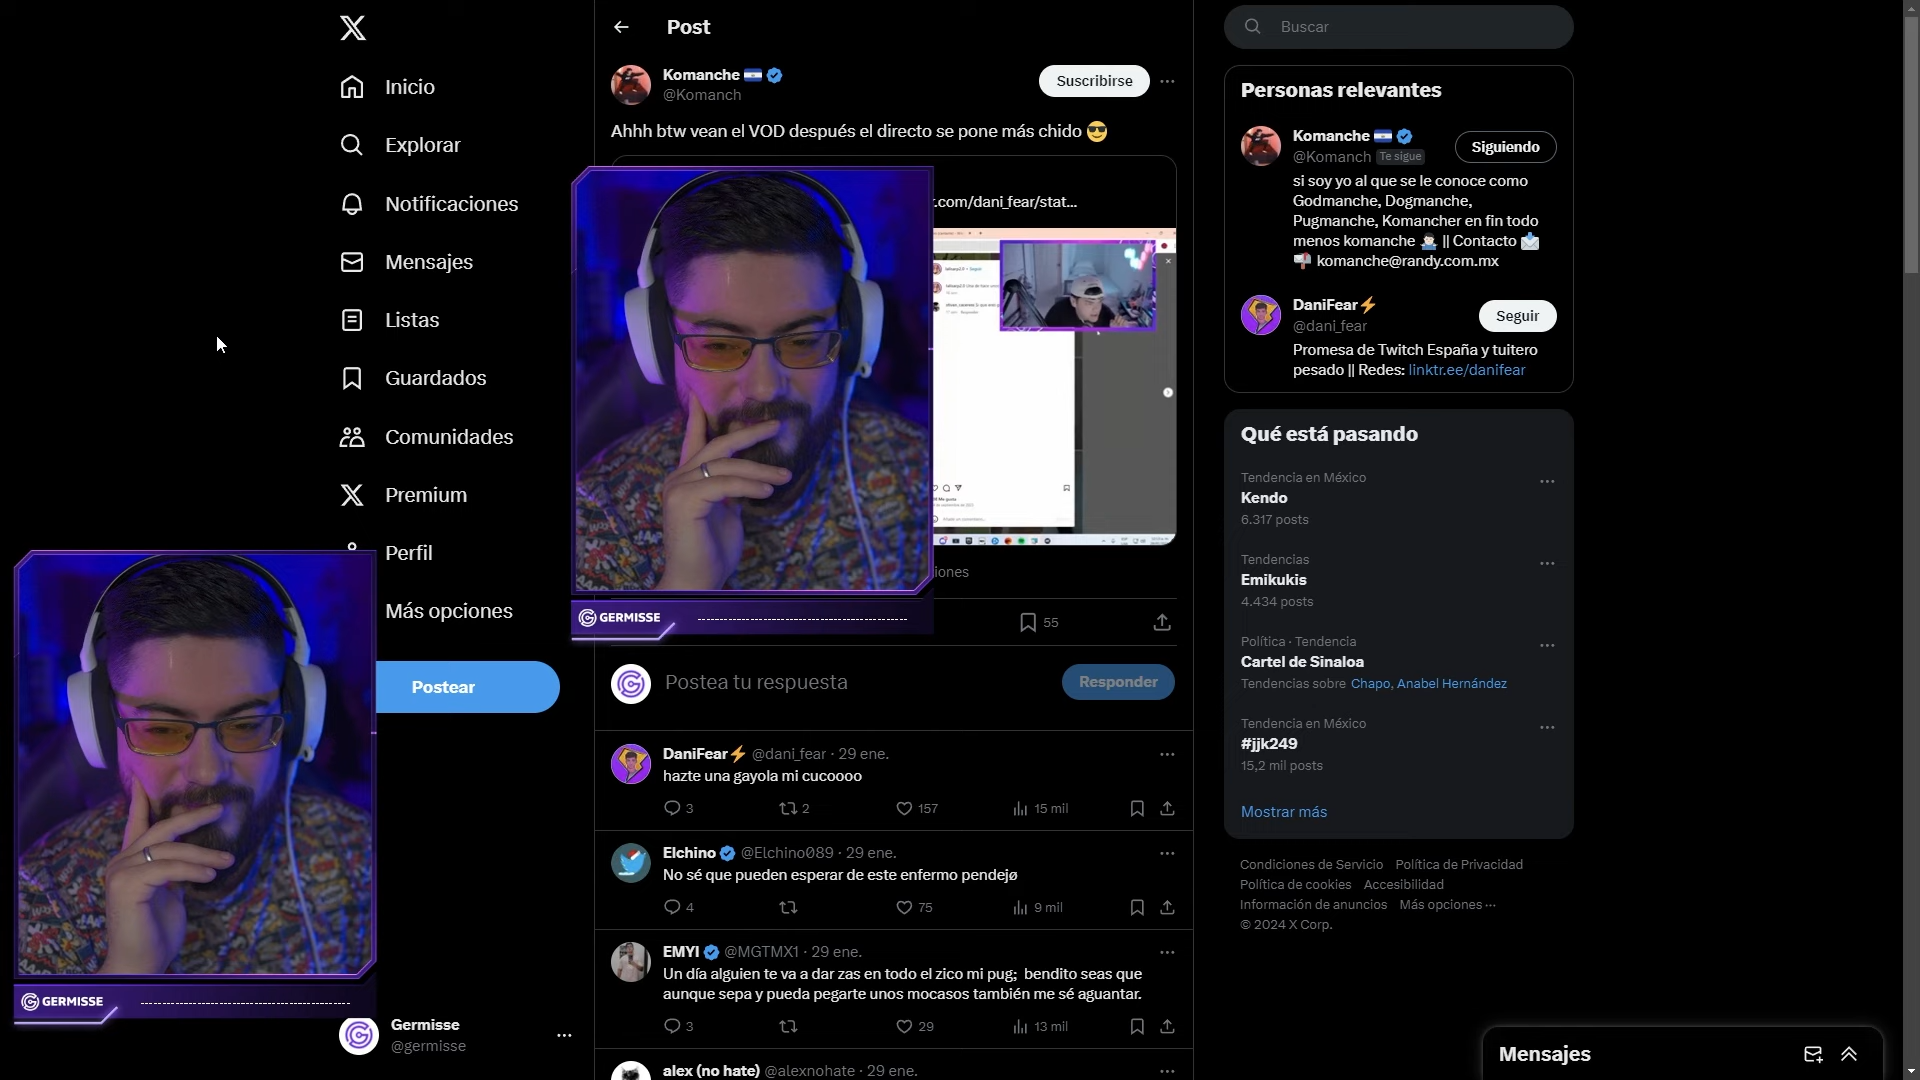 Inicio
Explorar
Notificaciones
Mensajes
Listas
Guardados
Comunidades
Premium
Perfil
Más opciones
Postear
GERMISSE
Germisse
@germisse
Post
Komanche
@Komanch
Suscribirse
Ahhh btw vean el VOD después el directo se pone más chido 😎
.com/dani_fear/stat...
iones
GERMISSE
55
Postea tu respuesta
Responder
DaniFear⚡ @dani_fear · 29 ene.
hazte una gayola mi cucoooo
3 2 157 15 mil
Elchino @Elchino089 · 29 ene.
No sé que pueden esperar de este enfermo pendejø
4 75 9 mil
EMYI @MGTMX1 · 29 ene.
Un día alguien te va a dar zas en todo el zico mi pug; bendito seas que
aunque sepa y pueda pegarte unos mocasos también me sé aguantar.
3 29 13 mil
alex (no hate) @alexnohate · 29 ene.
Buscar
Personas relevantes
Komanche
@Komanch Te sigue
Siguiendo
si soy yo al que se le conoce como
Godmanche, Dogmanche,
Pugmanche, Komancher en fin todo
menos komanche 🤷🏻‍♂️ || Contacto 📩
📬 komanche@randy.com.mx
DaniFear⚡
@dani_fear
Seguir
Promesa de Twitch España y tuitero
pesado || Redes: linktr.ee/danifear
Qué está pasando
Tendencia en México
Kendo
6.317 posts
Tendencias
Emikukis
4.434 posts
Política · Tendencia
Cartel de Sinaloa
Tendencias sobre Chapo, Anabel Hernández
Tendencia en México
#jjk249
15,2 mil posts
Mostrar más
Condiciones de Servicio Política de Privacidad
Política de cookies Accesibilidad
Información de anuncios Más opciones ···
© 2024 X Corp.
Mensajes